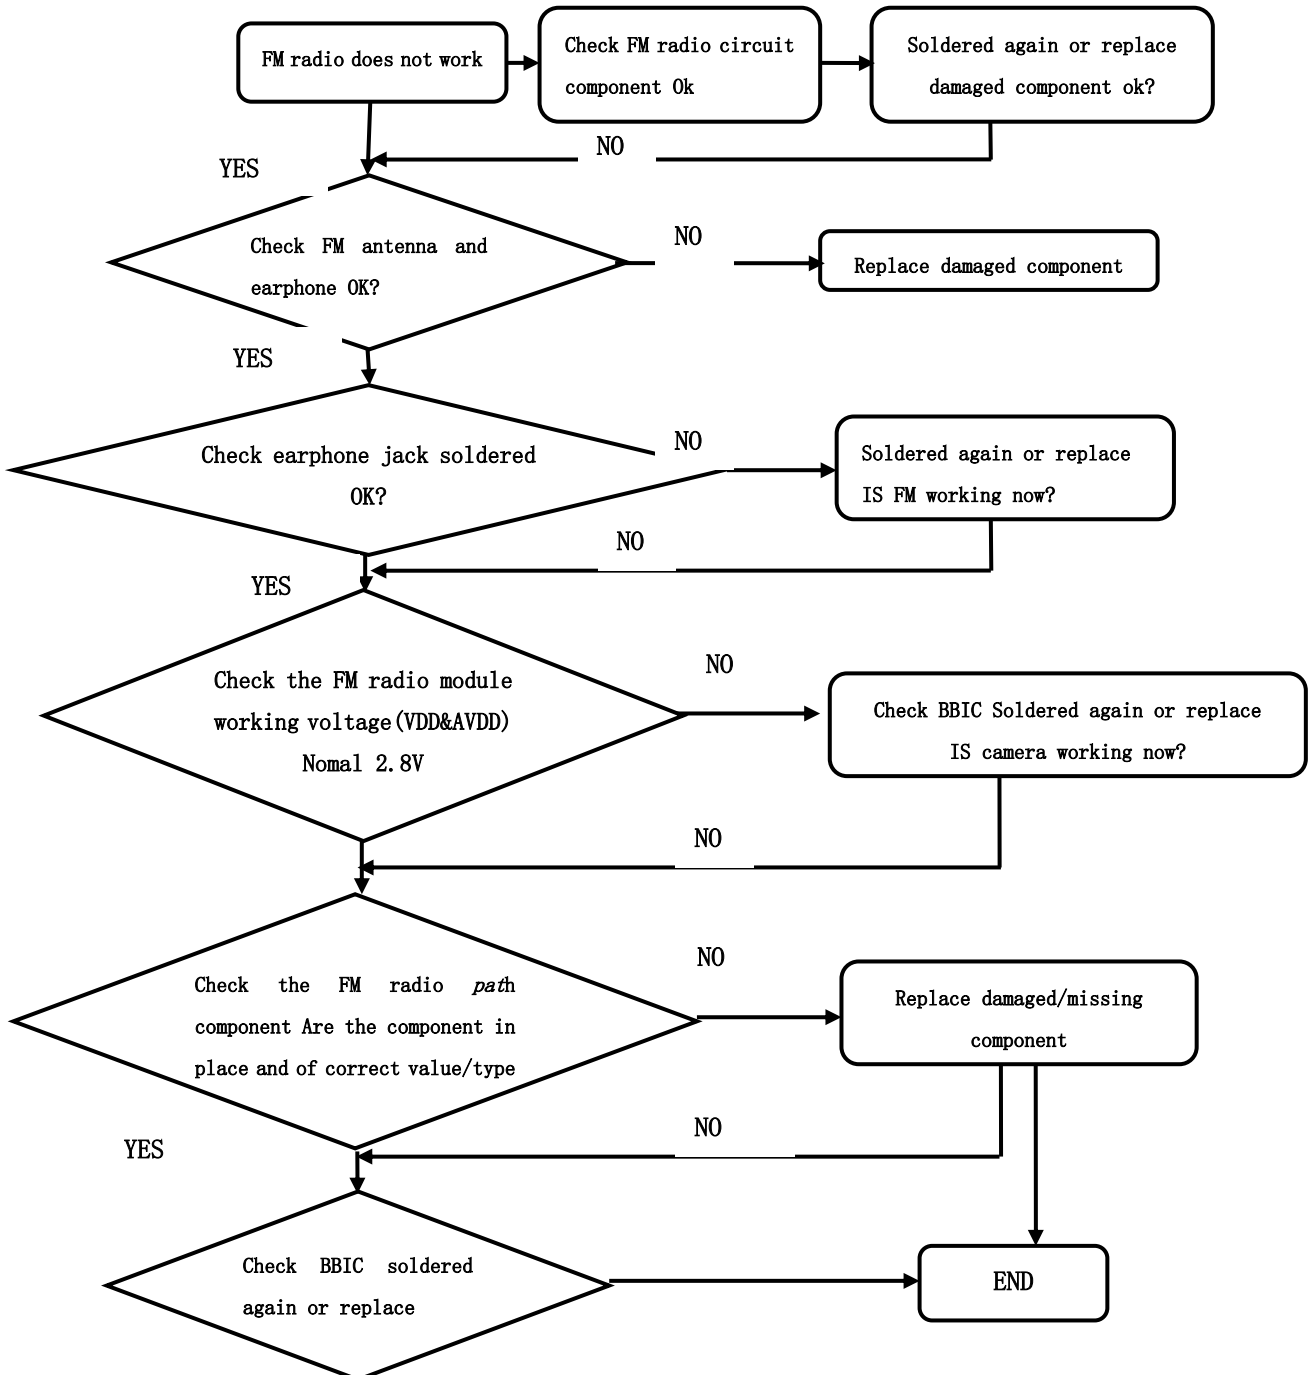 FM radio does not work
Check FM radio circuit
component Ok
Soldered again or replace
damaged component ok?
NO
YES
Check FM antenna and
earphone OK?
NO
Replace damaged component
YES
Check earphone jack soldered
OK?
NO
Soldered again or replace
IS FM working now?
NO
YES
Check the FM radio module
working voltage(VDD&AVDD)
Nomal 2.8V
NO
Check BBIC Soldered again or replace
IS camera working now?
NO
Check the FM radio path
component Are the component in
place and of correct value/type
NO
Replace damaged/missing
component
NO
YES
Check BBIC soldered
again or replace
END